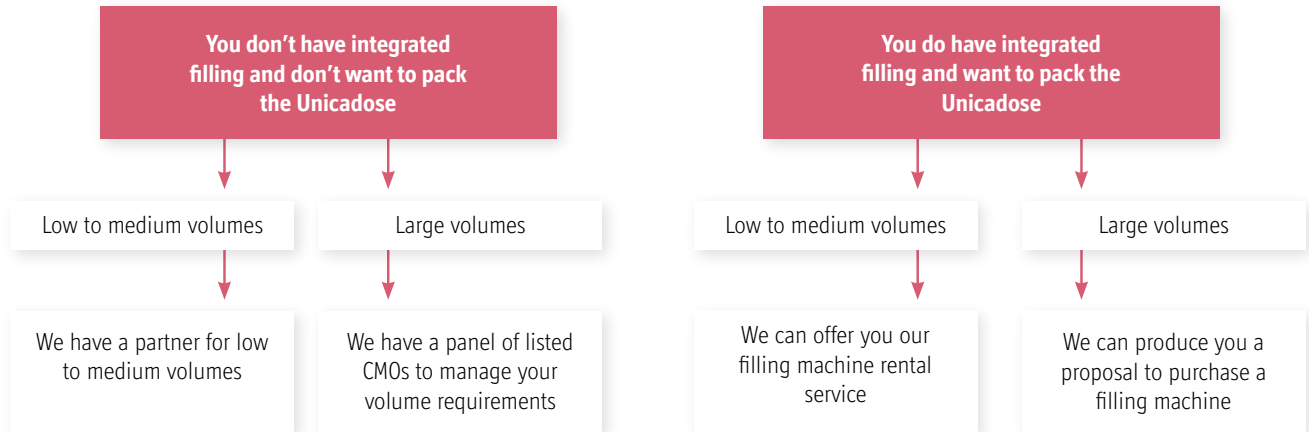 You don’t have integrated
filling and don’t want to pack
the Unicadose
Low to medium volumes
Large volumes
We have a partner for low
to medium volumes
We have a panel of listed
CMOs to manage your
volume requirements
You do have integrated
filling and want to pack the
Unicadose
Low to medium volumes
Large volumes
We can offer you our
filling machine rental
service
We can produce you a
proposal to purchase a
filling machine